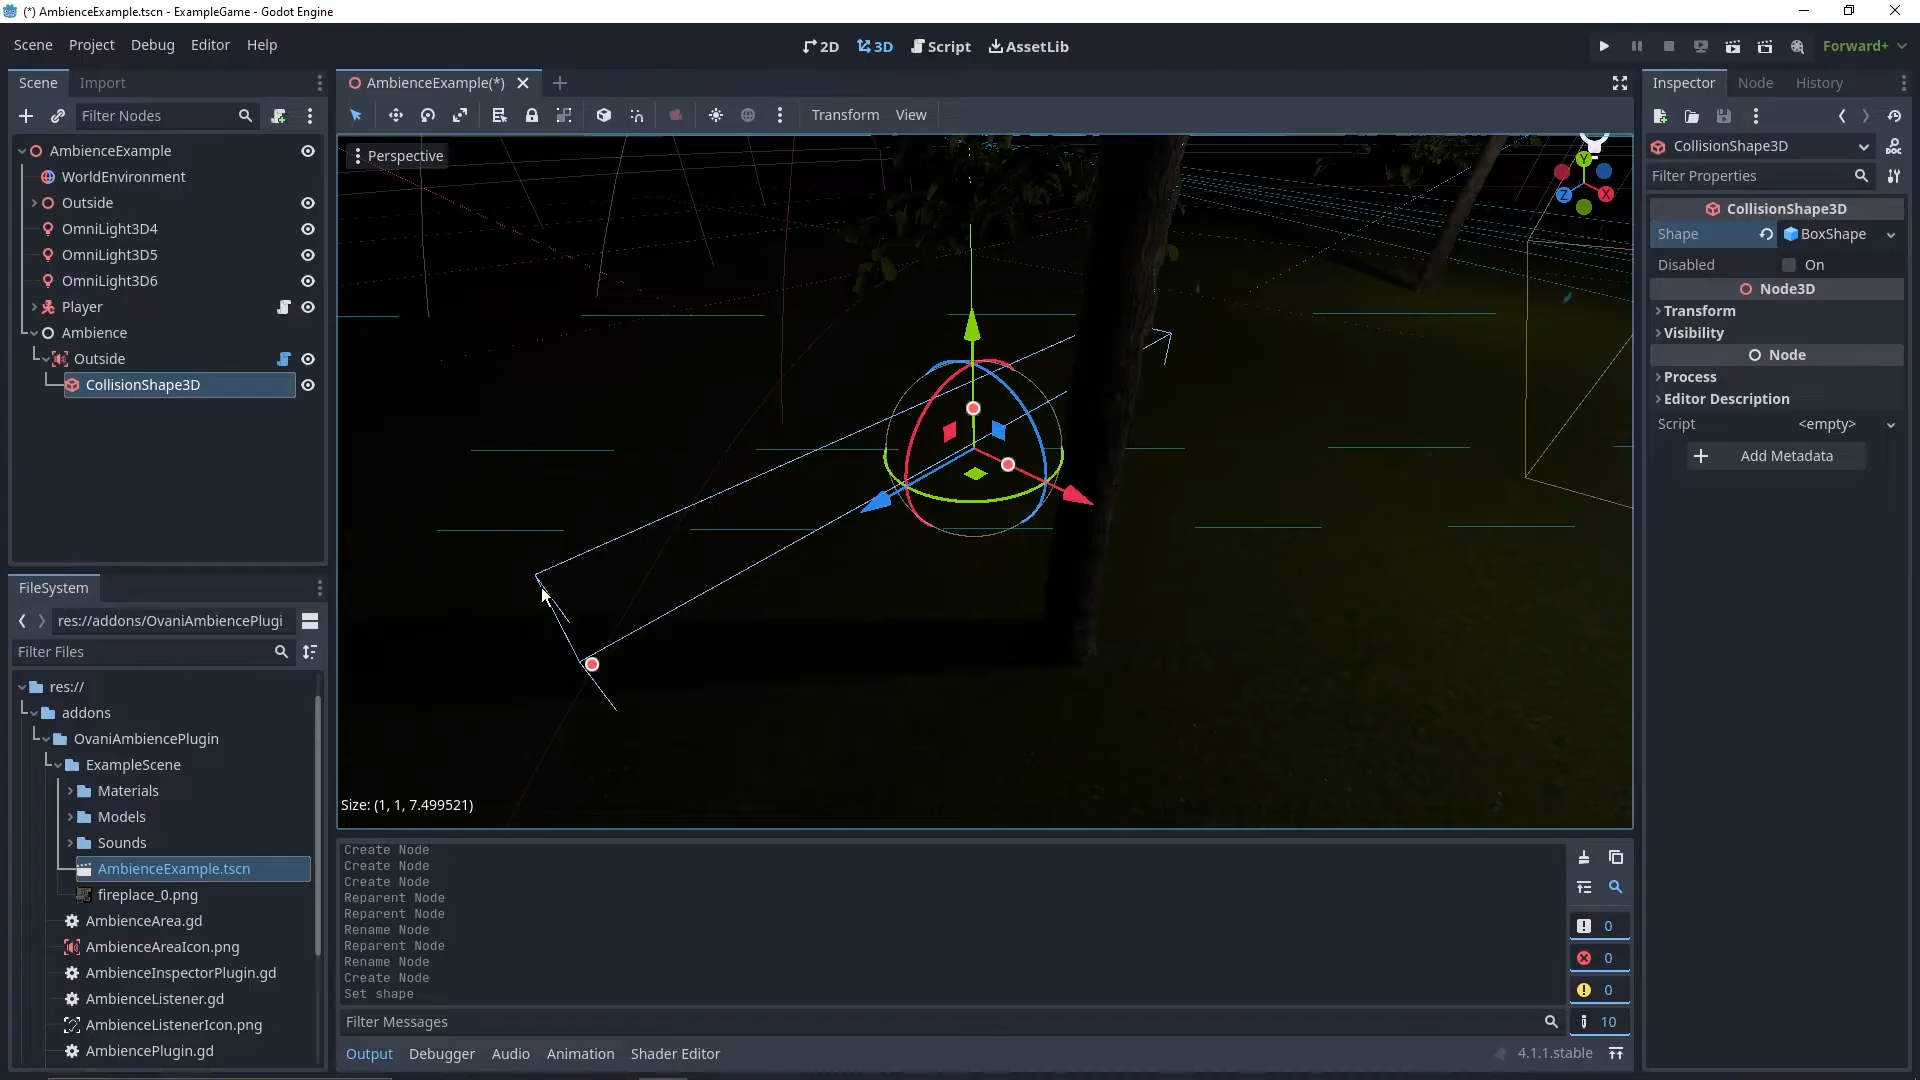 (*) AmbienceExample.tscn - ExampleGame - Godot Engine
Scene Project Debug Editor Help
2D 3D Script AssetLib
Forward+
Scene Import
AmbienceExample(*)
Inspector Node History
Filter Nodes
Transform View
AmbienceExample
WorldEnvironment
Outside
OmniLight3D4
OmniLight3D5
OmniLight3D6
Player
Ambience
Outside
CollisionShape3D
Perspective
Y
Z
X
Size: (1, 1, 7.499521)
CollisionShape3D
Filter Properties
CollisionShape3D
Shape BoxShape
Disabled On
Node3D
Transform
Visibility
Node
Process
Editor Description
Script <empty>
Add Metadata
FileSystem
res://addons/OvaniAmbiencePlugi
Filter Files
res://
addons
OvaniAmbiencePlugin
ExampleScene
Materials
Models
Sounds
AmbienceExample.tscn
fireplace_0.png
AmbienceArea.gd
AmbienceAreaIcon.png
AmbienceInspectorPlugin.gd
AmbienceListener.gd
AmbienceListenerIcon.png
AmbiencePlugin.gd
Create Node
Create Node
Create Node
Reparent Node
Reparent Node
Rename Node
Reparent Node
Rename Node
Create Node
Set shape
0
0
0
10
Filter Messages
Output Debugger Audio Animation Shader Editor
4.1.1.stable